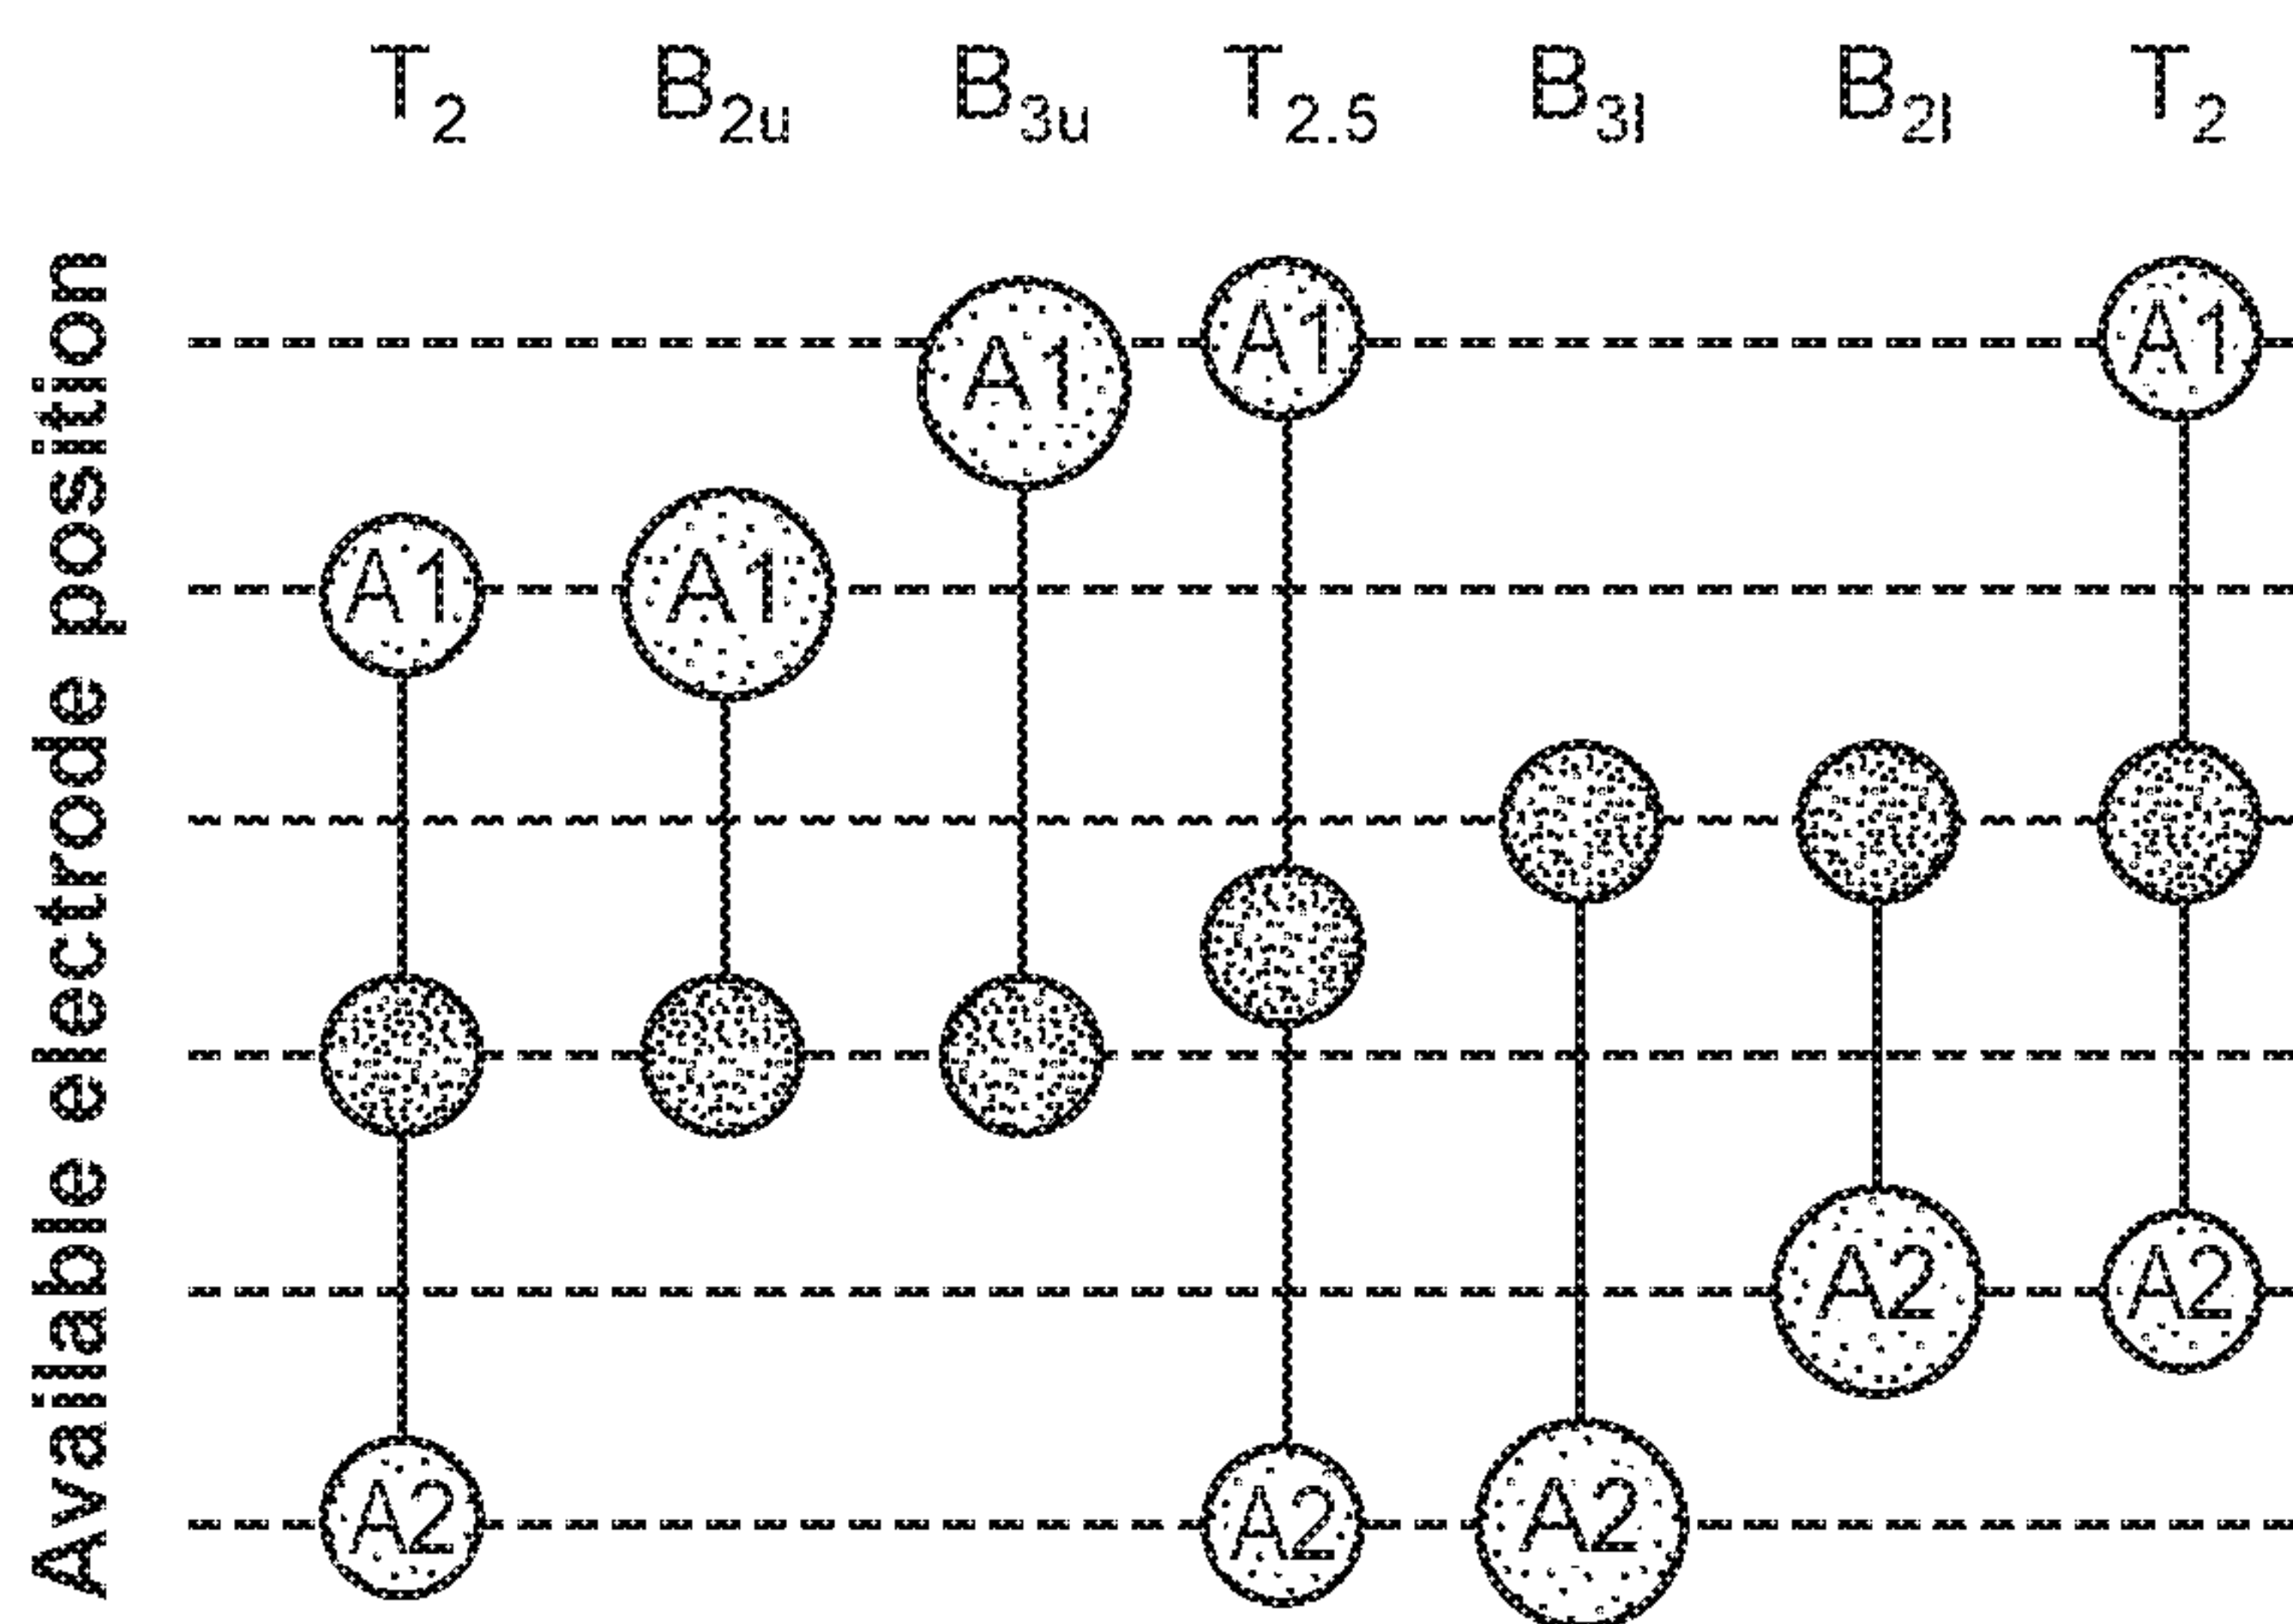 T2 B2u B3u T2.5 B3l B2l T2
Available electrode position
A1 A1 A1
A1 A1
A2 A2
A2 A2 A2